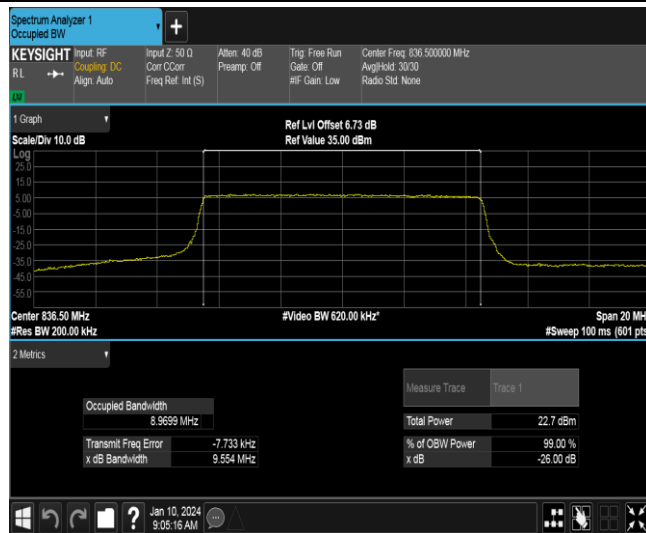 Spectrum Analyzer 1
Occupied BW
+
KEYSIGHT
RL
Input: RF
Coupling: DC
Align: Auto
Input Z: 50 Ω
Corr CCorr
Freq Ref: Int (S)
Atten: 40 dB
Preamp: Off
Trig: Free Run
Gate: Off
#IF Gain: Low
Center Freq: 836.500000 MHz
Avg|Hold: 30/30
Radio Std: None
1 Graph
Scale/Div 10.0 dB
Ref Lvl Offset 6.73 dB
Ref Value 35.00 dBm
Log
25.0
15.0
5.00
-5.00
-15.0
-25.0
-35.0
-45.0
-55.0
Center 836.50 MHz
#Video BW 620.00 kHz*
Span 20 MH
#Res BW 200.00 kHz
#Sweep 100 ms (601 pts
2 Metrics
Measure Trace
Trace 1
Occupied Bandwidth
8.9699 MHz
Total Power
22.7 dBm
Transmit Freq Error
-7.733 kHz
% of OBW Power
99.00 %
x dB Bandwidth
9.554 MHz
x dB
-26.00 dB
?
Jan 10, 2024
9:05:16 AM